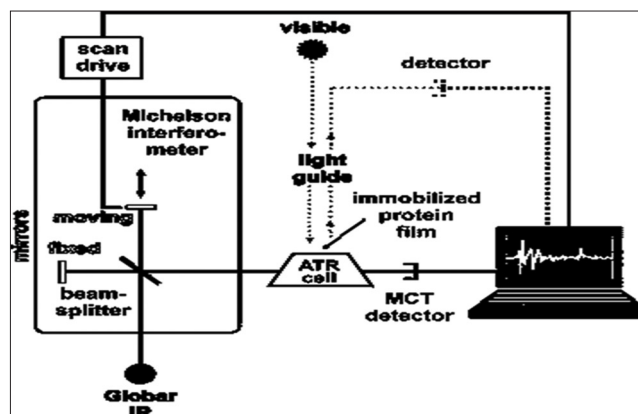 scan
drive
visible
detector
Michelson
interfero-
meter
light
guide
immobilized
protein
film
mirrors
moving
fixed
beam-
splitter
ATR
cell
MCT
detector
Globar
IR